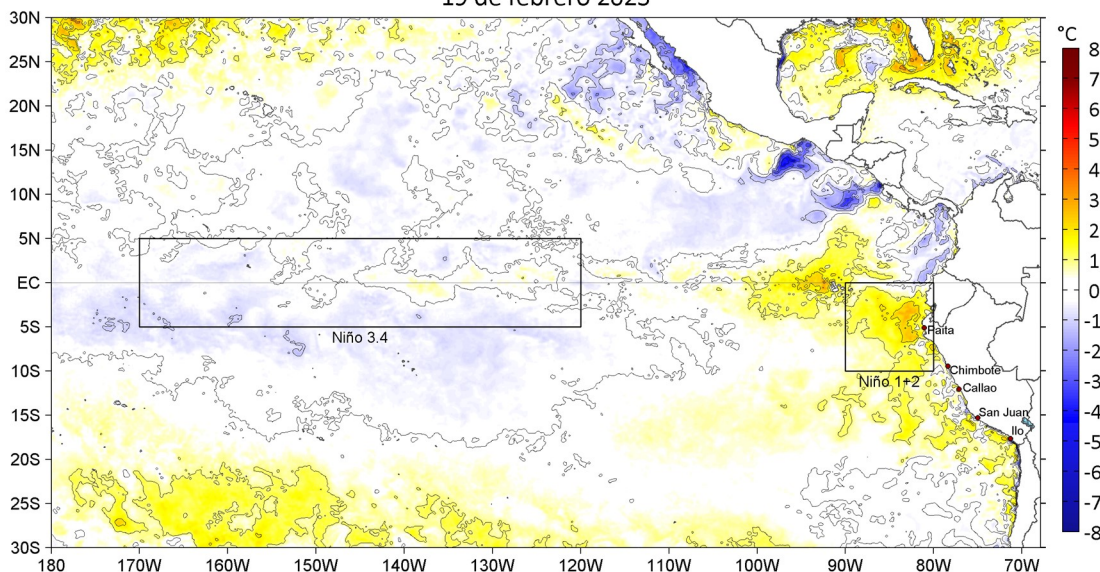 19 de febrero
°C
30N
25N
20N
15N
10N
5N
EC
5S
10S
15S
20S
25S
30S
Niño 3.4
Niño 1+2
Paita
Chimbote
Callao
San Juan
Ilo
180 170W 160W 150W 140W 130W 120W 110W 100W 90W 80W 70W
8
7
6
5
4
3
2
1
0
-1
-2
-3
-4
-5
-6
-7
-8